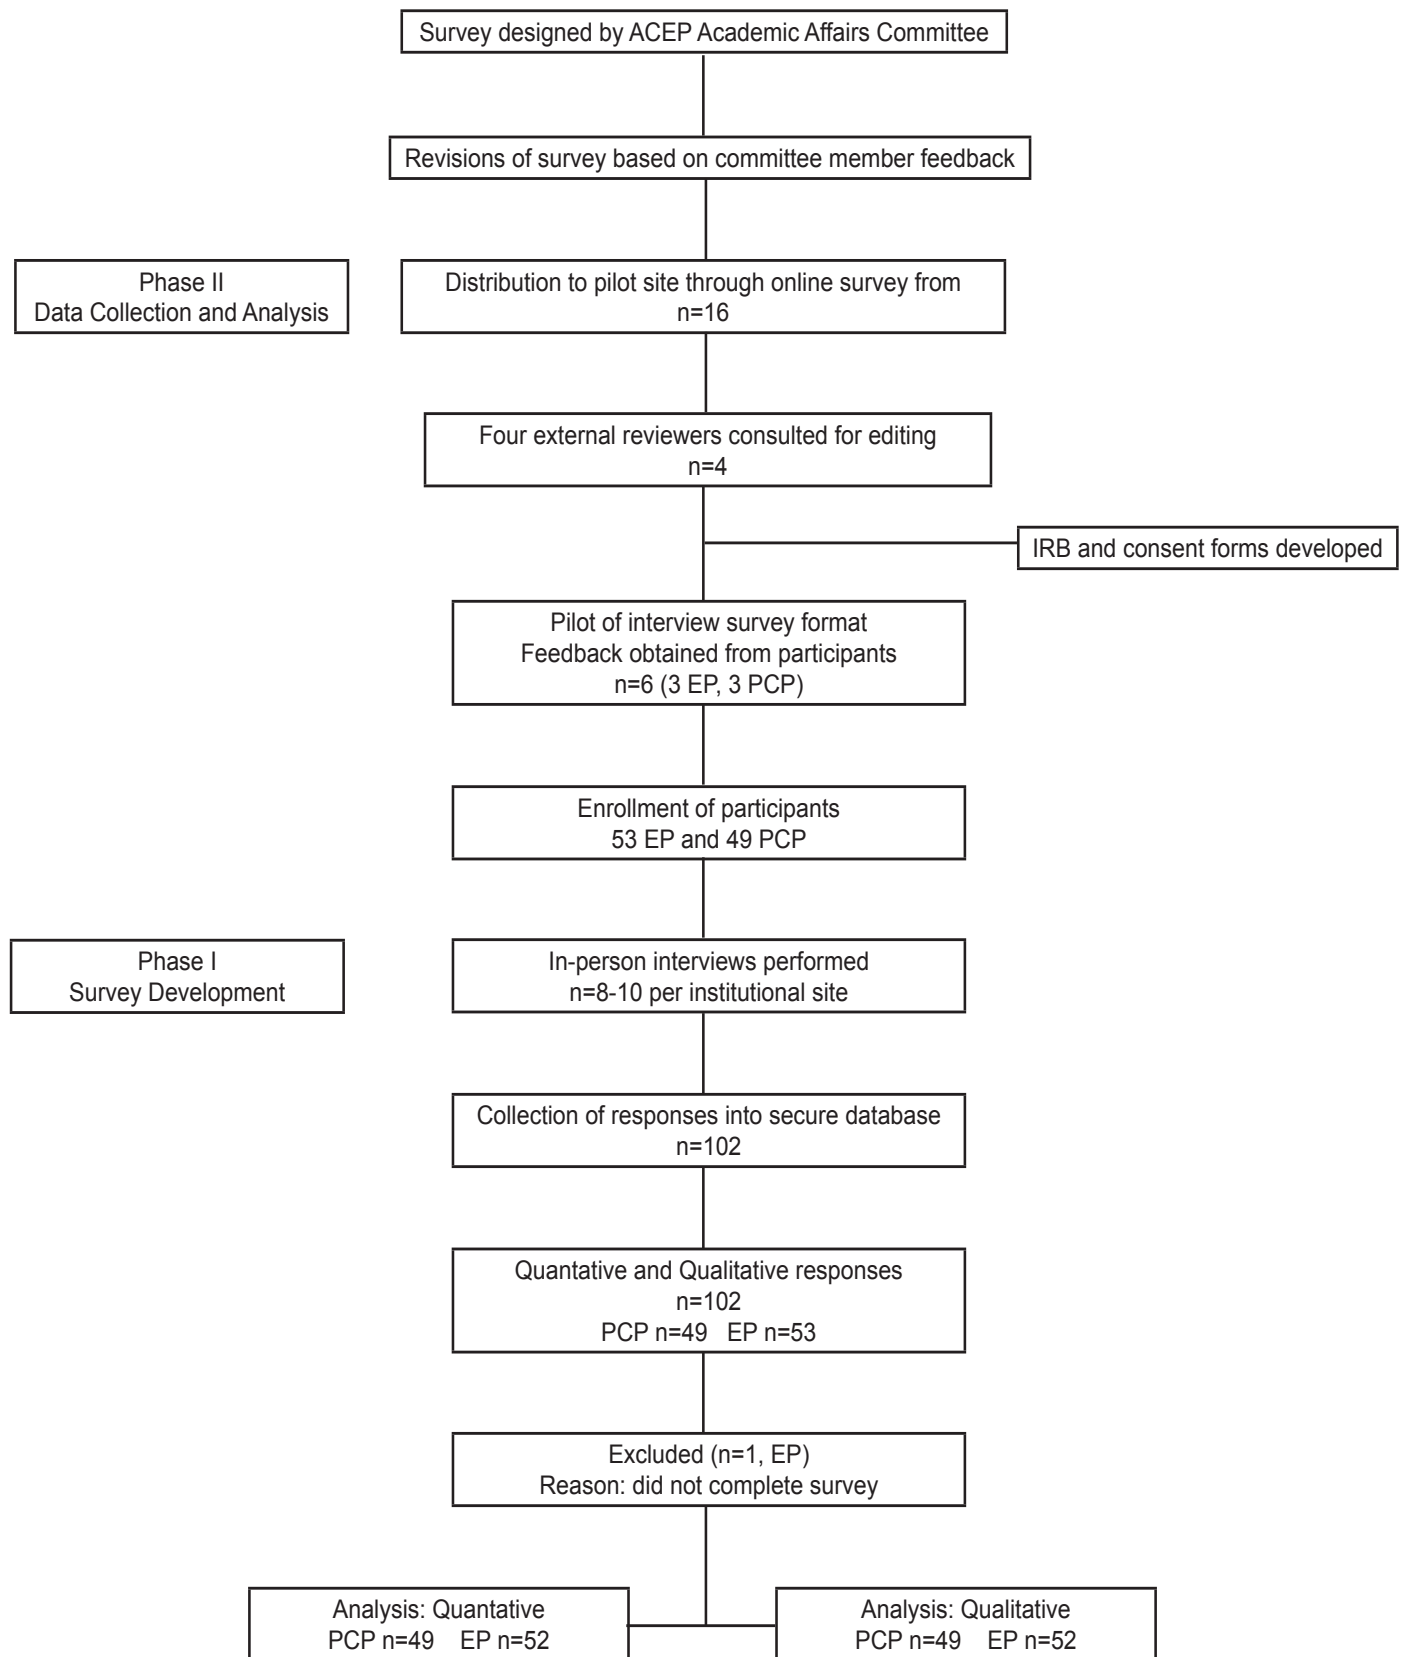 Survey designed by ACEP Academic Affairs Committee
Revisions of survey based on committee member feedback
Phase II
Data Collection and Analysis
Distribution to pilot site through online survey from
n=16
Four external reviewers consulted for editing
n=4
IRB and consent forms developed
Pilot of interview survey format
Feedback obtained from participants
n=6 (3 EP, 3 PCP)
Enrollment of participants
53 EP and 49 PCP
Phase I
Survey Development
In-person interviews performed
n=8-10 per institutional site
Collection of responses into secure database
n=102
Quantative and Qualitative responses
n=102
PCP n=49 EP n=53
Excluded (n=1, EP)
Reason: did not complete survey
Analysis: Quantative
PCP n=49 EP n=52
Analysis: Qualitative
PCP n=49 EP n=52